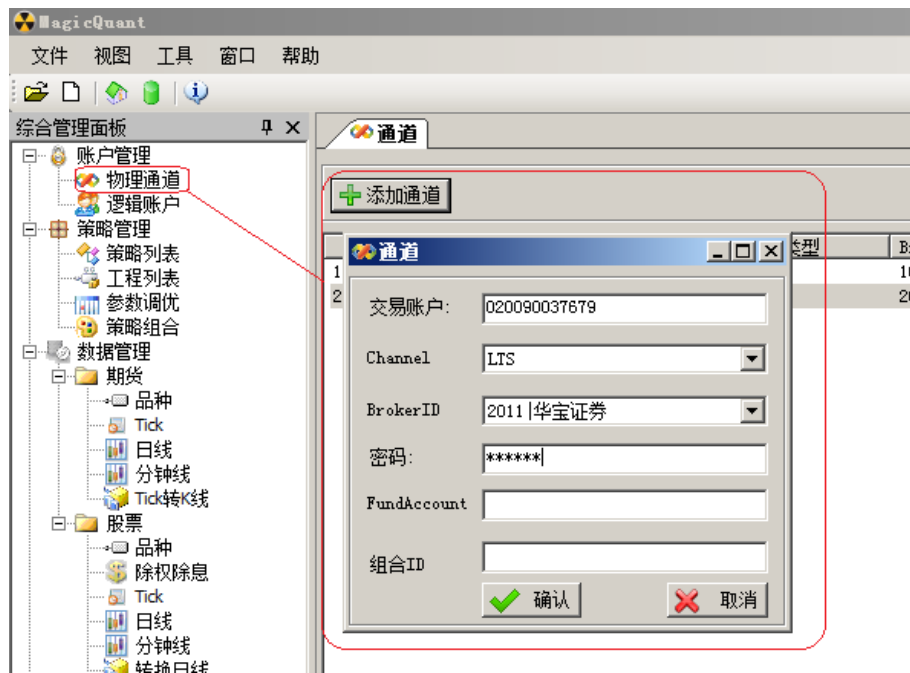 MagicQuant
文件 视图 工具 窗口 帮助
综合管理面板
通道
账户管理
物理通道
逻辑账户
策略管理
策略列表
工程列表
参数调优
策略组合
数据管理
期货
品种
Tick
日线
分钟线
Tick转K线
股票
品种
除权除息
Tick
日线
分钟线
转换日线
添加通道
类型
1
2
通道
交易账户: 020090037679
Channel LTS
BrokerID 2011|华宝证券
密码: ******
FundAccount
组合ID
确认 取消